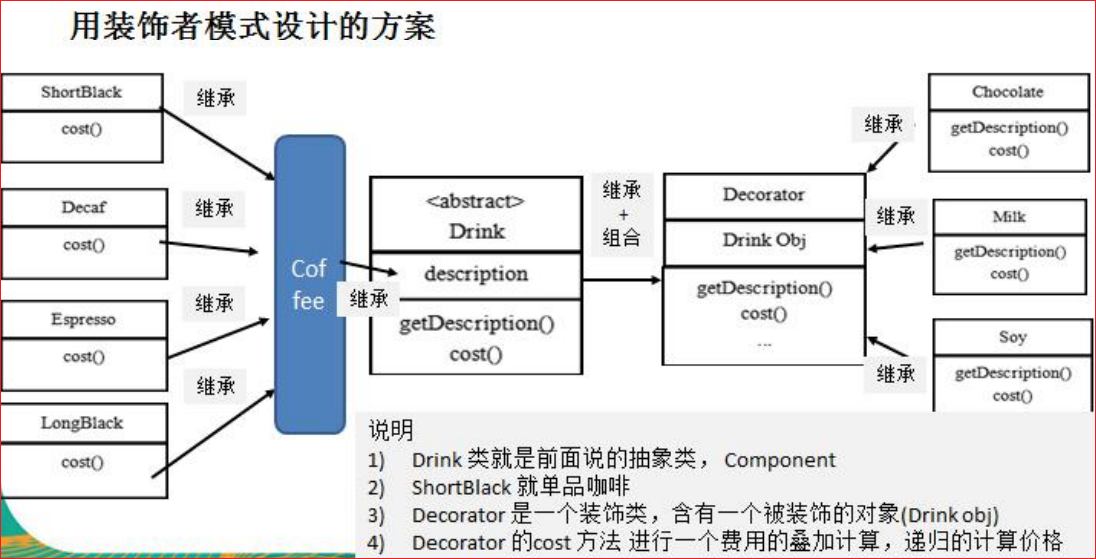 用装饰者模式设计的方案
ShortBlack
cost()
继承
Decaf
cost()
继承
Espresso
cost()
继承
LongBlack
cost()
继承
Cof
fee
继承
<abstract>
Drink
description
getDescription()
cost()
继承
+
组合
Decorator
Drink Obj
getDescription()
cost()
...
继承
Chocolate
getDescription()
cost()
继承
Milk
getDescription()
cost()
继承
Soy
getDescription()
cost()
说明
1) Drink 类就是前面说的抽象类， Component
2) ShortBlack 就单品咖啡
3) Decorator 是一个装饰类，含有一个被装饰的对象(Drink obj)
4) Decorator 的cost 方法 进行一个费用的叠加计算，递归的计算价格